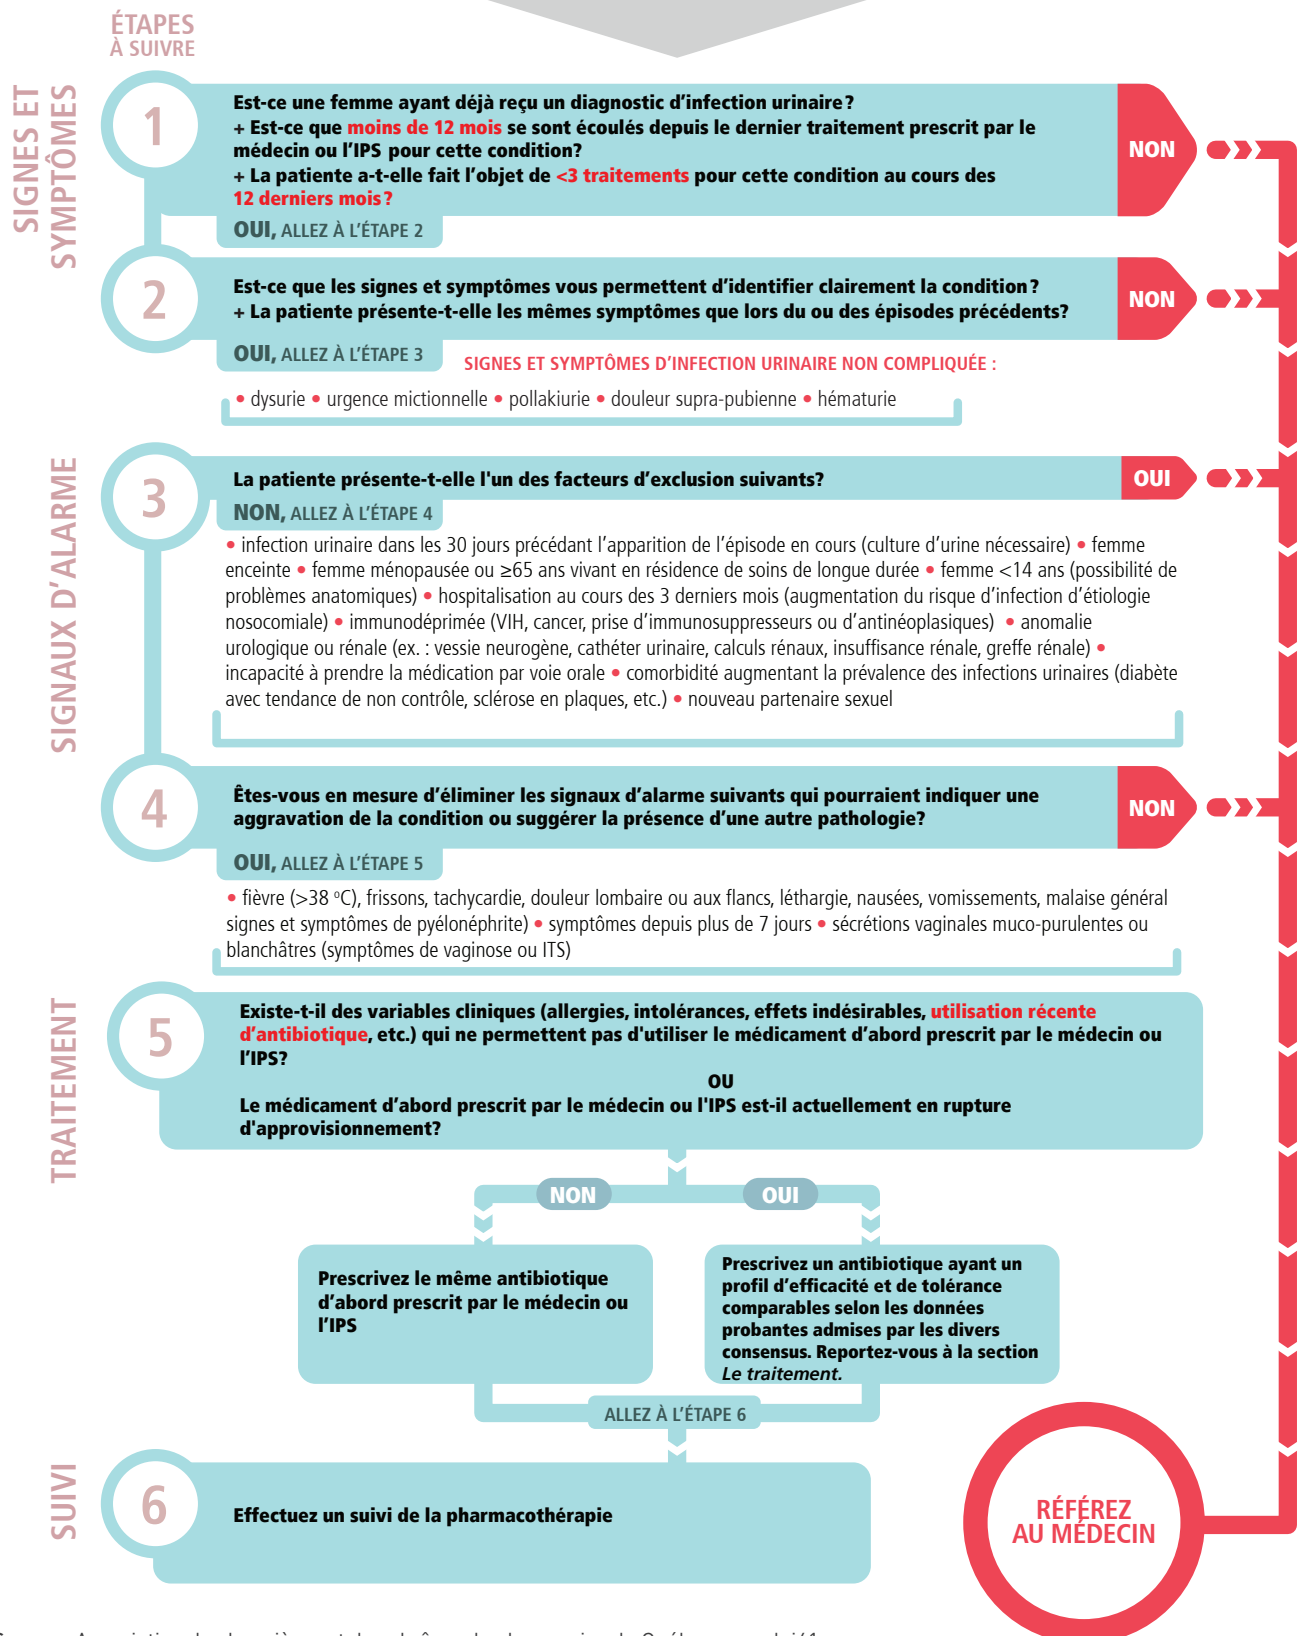 ÉTAPES
À SUIVRE
SIGNES ET
SYMPTÔMES
1
Est-ce une femme ayant déjà reçu un diagnostic d'infection urinaire?
+ Est-ce que moins de 12 mois se sont écoulés depuis le dernier traitement prescrit par le
médecin ou l'IPS pour cette condition?
+ La patiente a-t-elle fait l'objet de <3 traitements pour cette condition au cours des
12 derniers mois?
NON
OUI, ALLEZ À L'ÉTAPE 2
2
Est-ce que les signes et symptômes vous permettent d'identifier clairement la condition?
+ La patiente présente-t-elle les mêmes symptômes que lors du ou des épisodes précédents?
NON
OUI, ALLEZ À L'ÉTAPE 3
SIGNES ET SYMPTÔMES D'INFECTION URINAIRE NON COMPLIQUÉE :
• dysurie • urgence mictionnelle • pollakiurie • douleur supra-pubienne • hématurie
SIGNAUX D'ALARME
3
La patiente présente-t-elle l'un des facteurs d'exclusion suivants?
OUI
NON, ALLEZ À L'ÉTAPE 4
• infection urinaire dans les 30 jours précédant l'apparition de l'épisode en cours (culture d'urine nécessaire) • femme
enceinte • femme ménopausée ou ≥65 ans vivant en résidence de soins de longue durée • femme <14 ans (possibilité de
problèmes anatomiques) • hospitalisation au cours des 3 derniers mois (augmentation du risque d'infection d'étiologie
nosocomiale) • immunodéprimée (VIH, cancer, prise d'immunosuppresseurs ou d'antinéoplasiques) • anomalie
urologique ou rénale (ex. : vessie neurogène, cathéter urinaire, calculs rénaux, insuffisance rénale, greffe rénale) •
incapacité à prendre la médication par voie orale • comorbidité augmentant la prévalence des infections urinaires (diabète
avec tendance de non contrôle, sclérose en plaques, etc.) • nouveau partenaire sexuel
4
Êtes-vous en mesure d'éliminer les signaux d'alarme suivants qui pourraient indiquer une
aggravation de la condition ou suggérer la présence d'une autre pathologie?
NON
OUI, ALLEZ À L'ÉTAPE 5
• fièvre (>38 ºC), frissons, tachycardie, douleur lombaire ou aux flancs, léthargie, nausées, vomissements, malaise général
signes et symptômes de pyélonéphrite) • symptômes depuis plus de 7 jours • sécrétions vaginales muco-purulentes ou
blanchâtres (symptômes de vaginose ou ITS)
TRAITEMENT
5
Existe-t-il des variables cliniques (allergies, intolérances, effets indésirables, utilisation récente
d'antibiotique, etc.) qui ne permettent pas d'utiliser le médicament d'abord prescrit par le médecin ou
l'IPS?
OU
Le médicament d'abord prescrit par le médecin ou l'IPS est-il actuellement en rupture
d'approvisionnement?
NON
OUI
Prescrivez le même antibiotique
d'abord prescrit par le médecin ou
l'IPS
Prescrivez un antibiotique ayant un
profil d'efficacité et de tolérance
comparables selon les données
probantes admises par les divers
consensus. Reportez-vous à la section
Le traitement.
ALLEZ À L'ÉTAPE 6
SUIVI
6
Effectuez un suivi de la pharmacothérapie
RÉFÉREZ
AU MÉDECIN